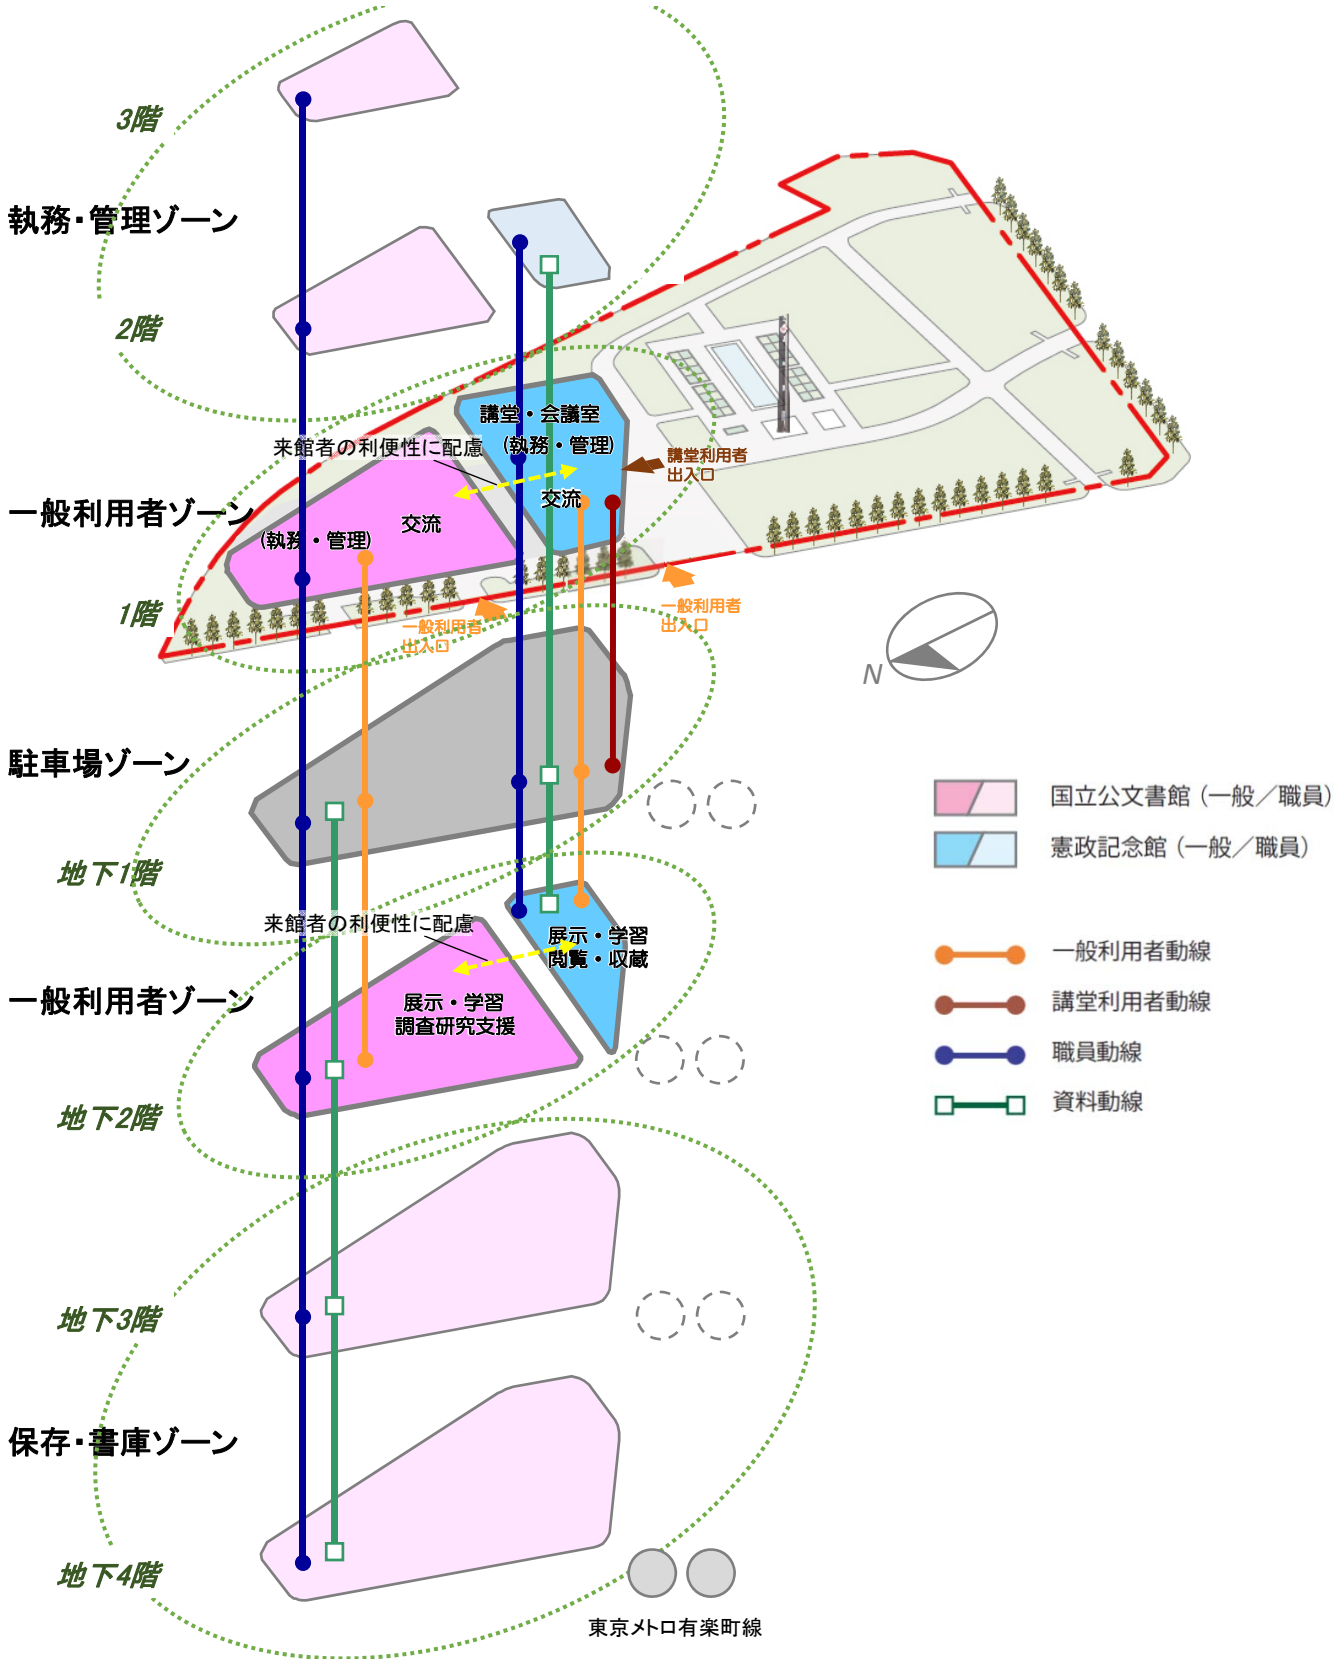 3階
執務・管理ゾーン
2階
講堂・会議室
(執務・管理)
来館者の利便性に配慮
講堂利用者
出入口
交流
一般利用者ゾーン
交流
(執務・管理)
1階
一般利用者
出入口
一般利用者
出入口
N
駐車場ゾーン
地下1階
国立公文書館(一般/職員)
憲政記念館(一般/職員)
来館者の利便性に配慮
展示・学習
閲覧・収蔵
一般利用者ゾーン
展示・学習
調査研究支援
一般利用者動線
講堂利用者動線
職員動線
資料動線
地下2階
地下3階
保存・書庫ゾーン
地下4階
東京メトロ有楽町線